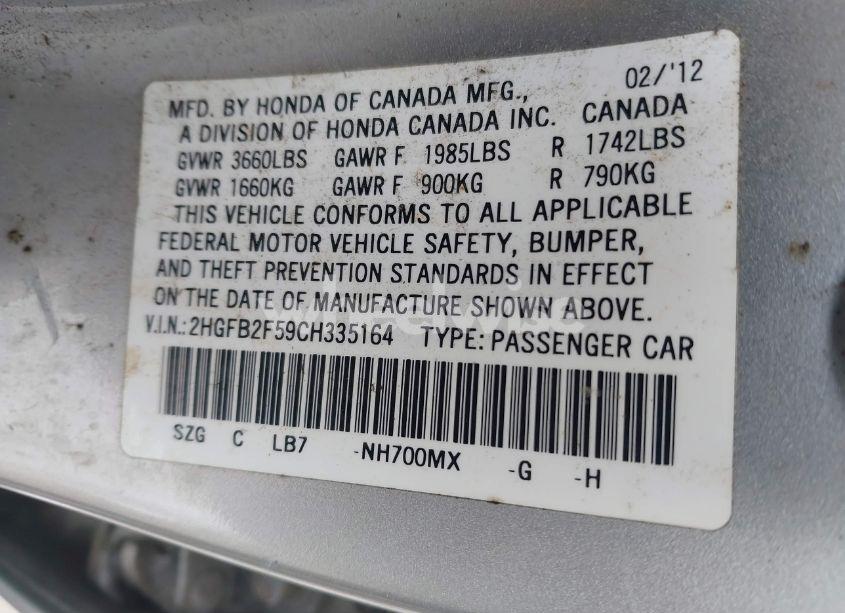 MFD. BY HONDA OF CANADA MFG., 02/'12
A DIVISION OF HONDA CANADA INC. CANADA
GVWR 3660LBS GAWR F 1985LBS R 1742LBS
GVWR 1660KG GAWR F 900KG R 790KG
THIS VEHICLE CONFORMS TO ALL APPLICABLE
FEDERAL MOTOR VEHICLE SAFETY, BUMPER,
AND THEFT PREVENTION STANDARDS IN EFFECT
ON THE DATE OF MANUFACTURE SHOWN ABOVE.
V.I.N.: 2HGFB2F59CH335164 TYPE: PASSENGER CAR
SZG C LB7 -NH700MX -G -H